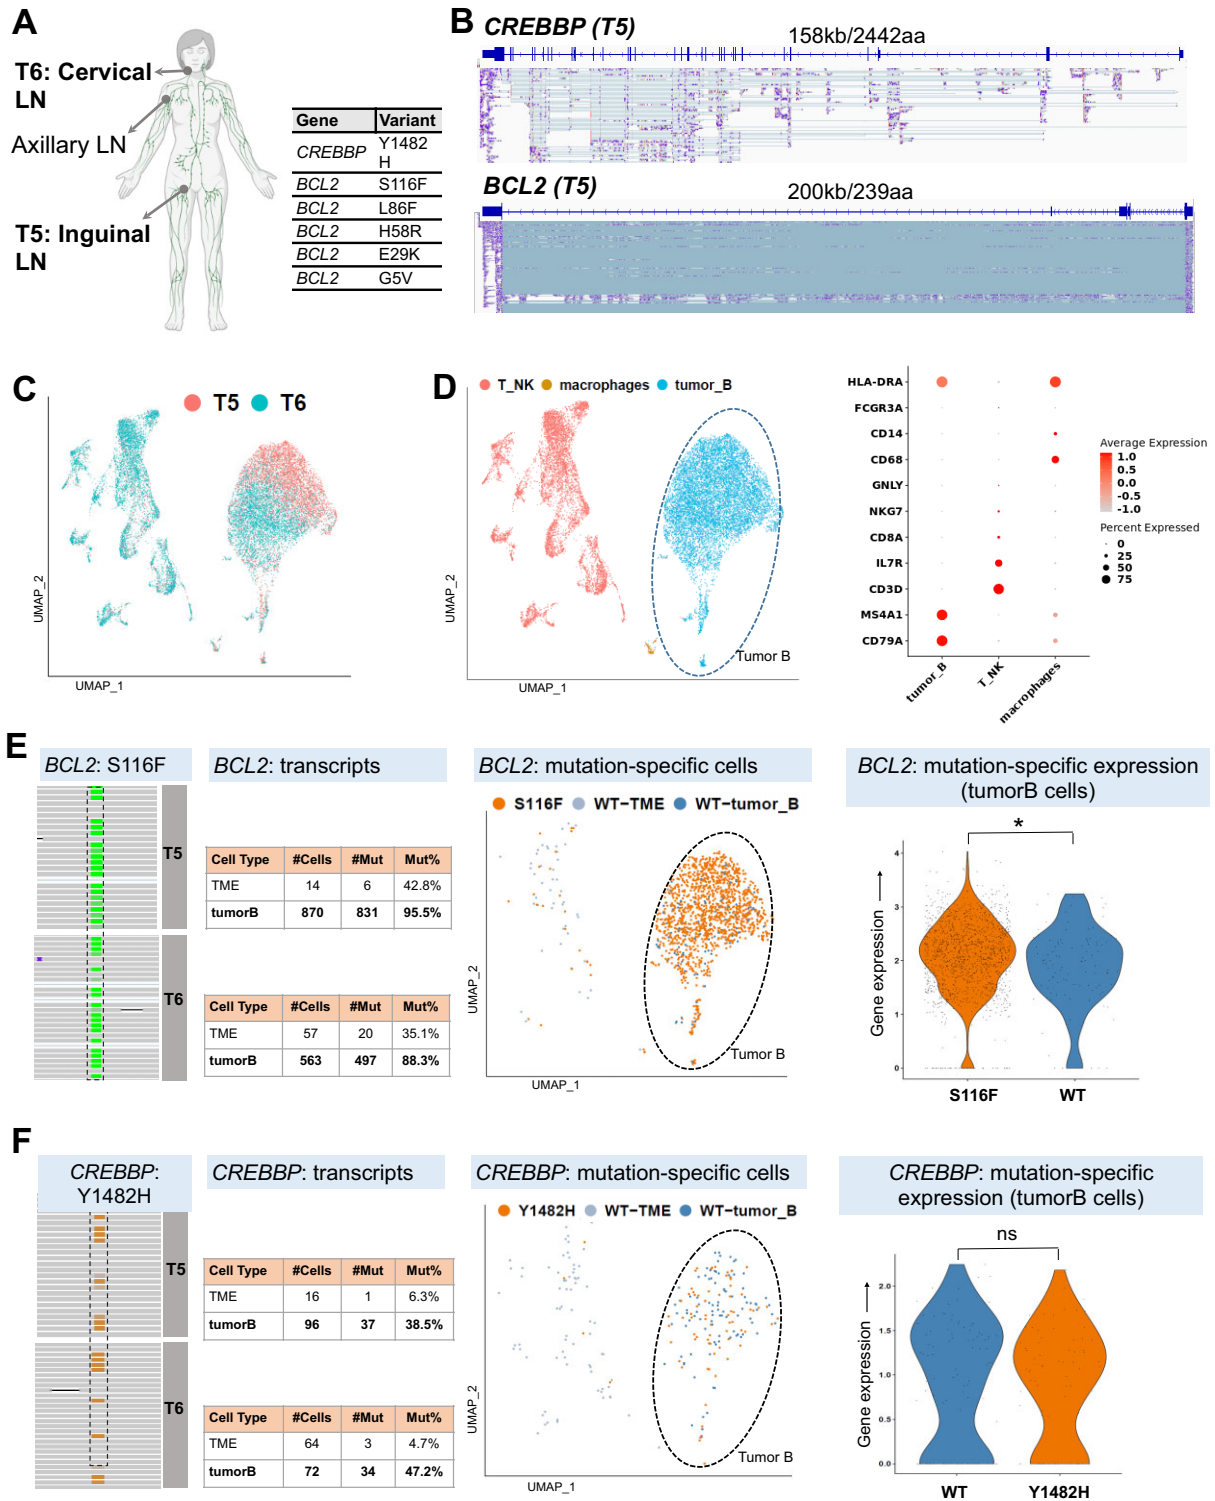 A
T6: Cervical
LN
Axillary LN
T5: Inguinal
LN
Gene Variant
CREBBP Y1482
H
BCL2 S116F
BCL2 L86F
BCL2 H58R
BCL2 E29K
BCL2 G5V
B
CREBBP (T5) 158kb/2442aa
BCL2 (T5) 200kb/239aa
C
T5 T6
UMAP_2
UMAP_1
D
T_NK macrophages tumor_B
Tumor B
UMAP_2
UMAP_1
HLA-DRA
FCGR3A
CD14
CD68
GNLY
NKG7
CD8A
IL7R
CD3D
MS4A1
CD79A
tumor_B
T_NK
macrophages
Average Expression
1.0
0.5
0.0
-0.5
-1.0
Percent Expressed
0
25
50
75
E
BCL2: S116F
T5
T6
BCL2: transcripts
Cell Type #Cells #Mut Mut%
TME 14 6 42.8%
tumorB 870 831 95.5%
Cell Type #Cells #Mut Mut%
TME 57 20 35.1%
tumorB 563 497 88.3%
BCL2: mutation-specific cells
S116F WT−TME WT−tumor_B
Tumor B
UMAP_2
UMAP_1
BCL2: mutation-specific expression
(tumorB cells)
*
Gene expression
4
3
2
1
0
S116F WT
F
CREBBP:
Y1482H
T5
T6
CREBBP: transcripts
Cell Type #Cells #Mut Mut%
TME 16 1 6.3%
tumorB 96 37 38.5%
Cell Type #Cells #Mut Mut%
TME 64 3 4.7%
tumorB 72 34 47.2%
CREBBP: mutation-specific cells
Y1482H WT−TME WT−tumor_B
Tumor B
UMAP_2
UMAP_1
CREBBP: mutation-specific
expression (tumorB cells)
ns
Gene expression
2.0
1.5
1.0
0.5
0.0
WT Y1482H